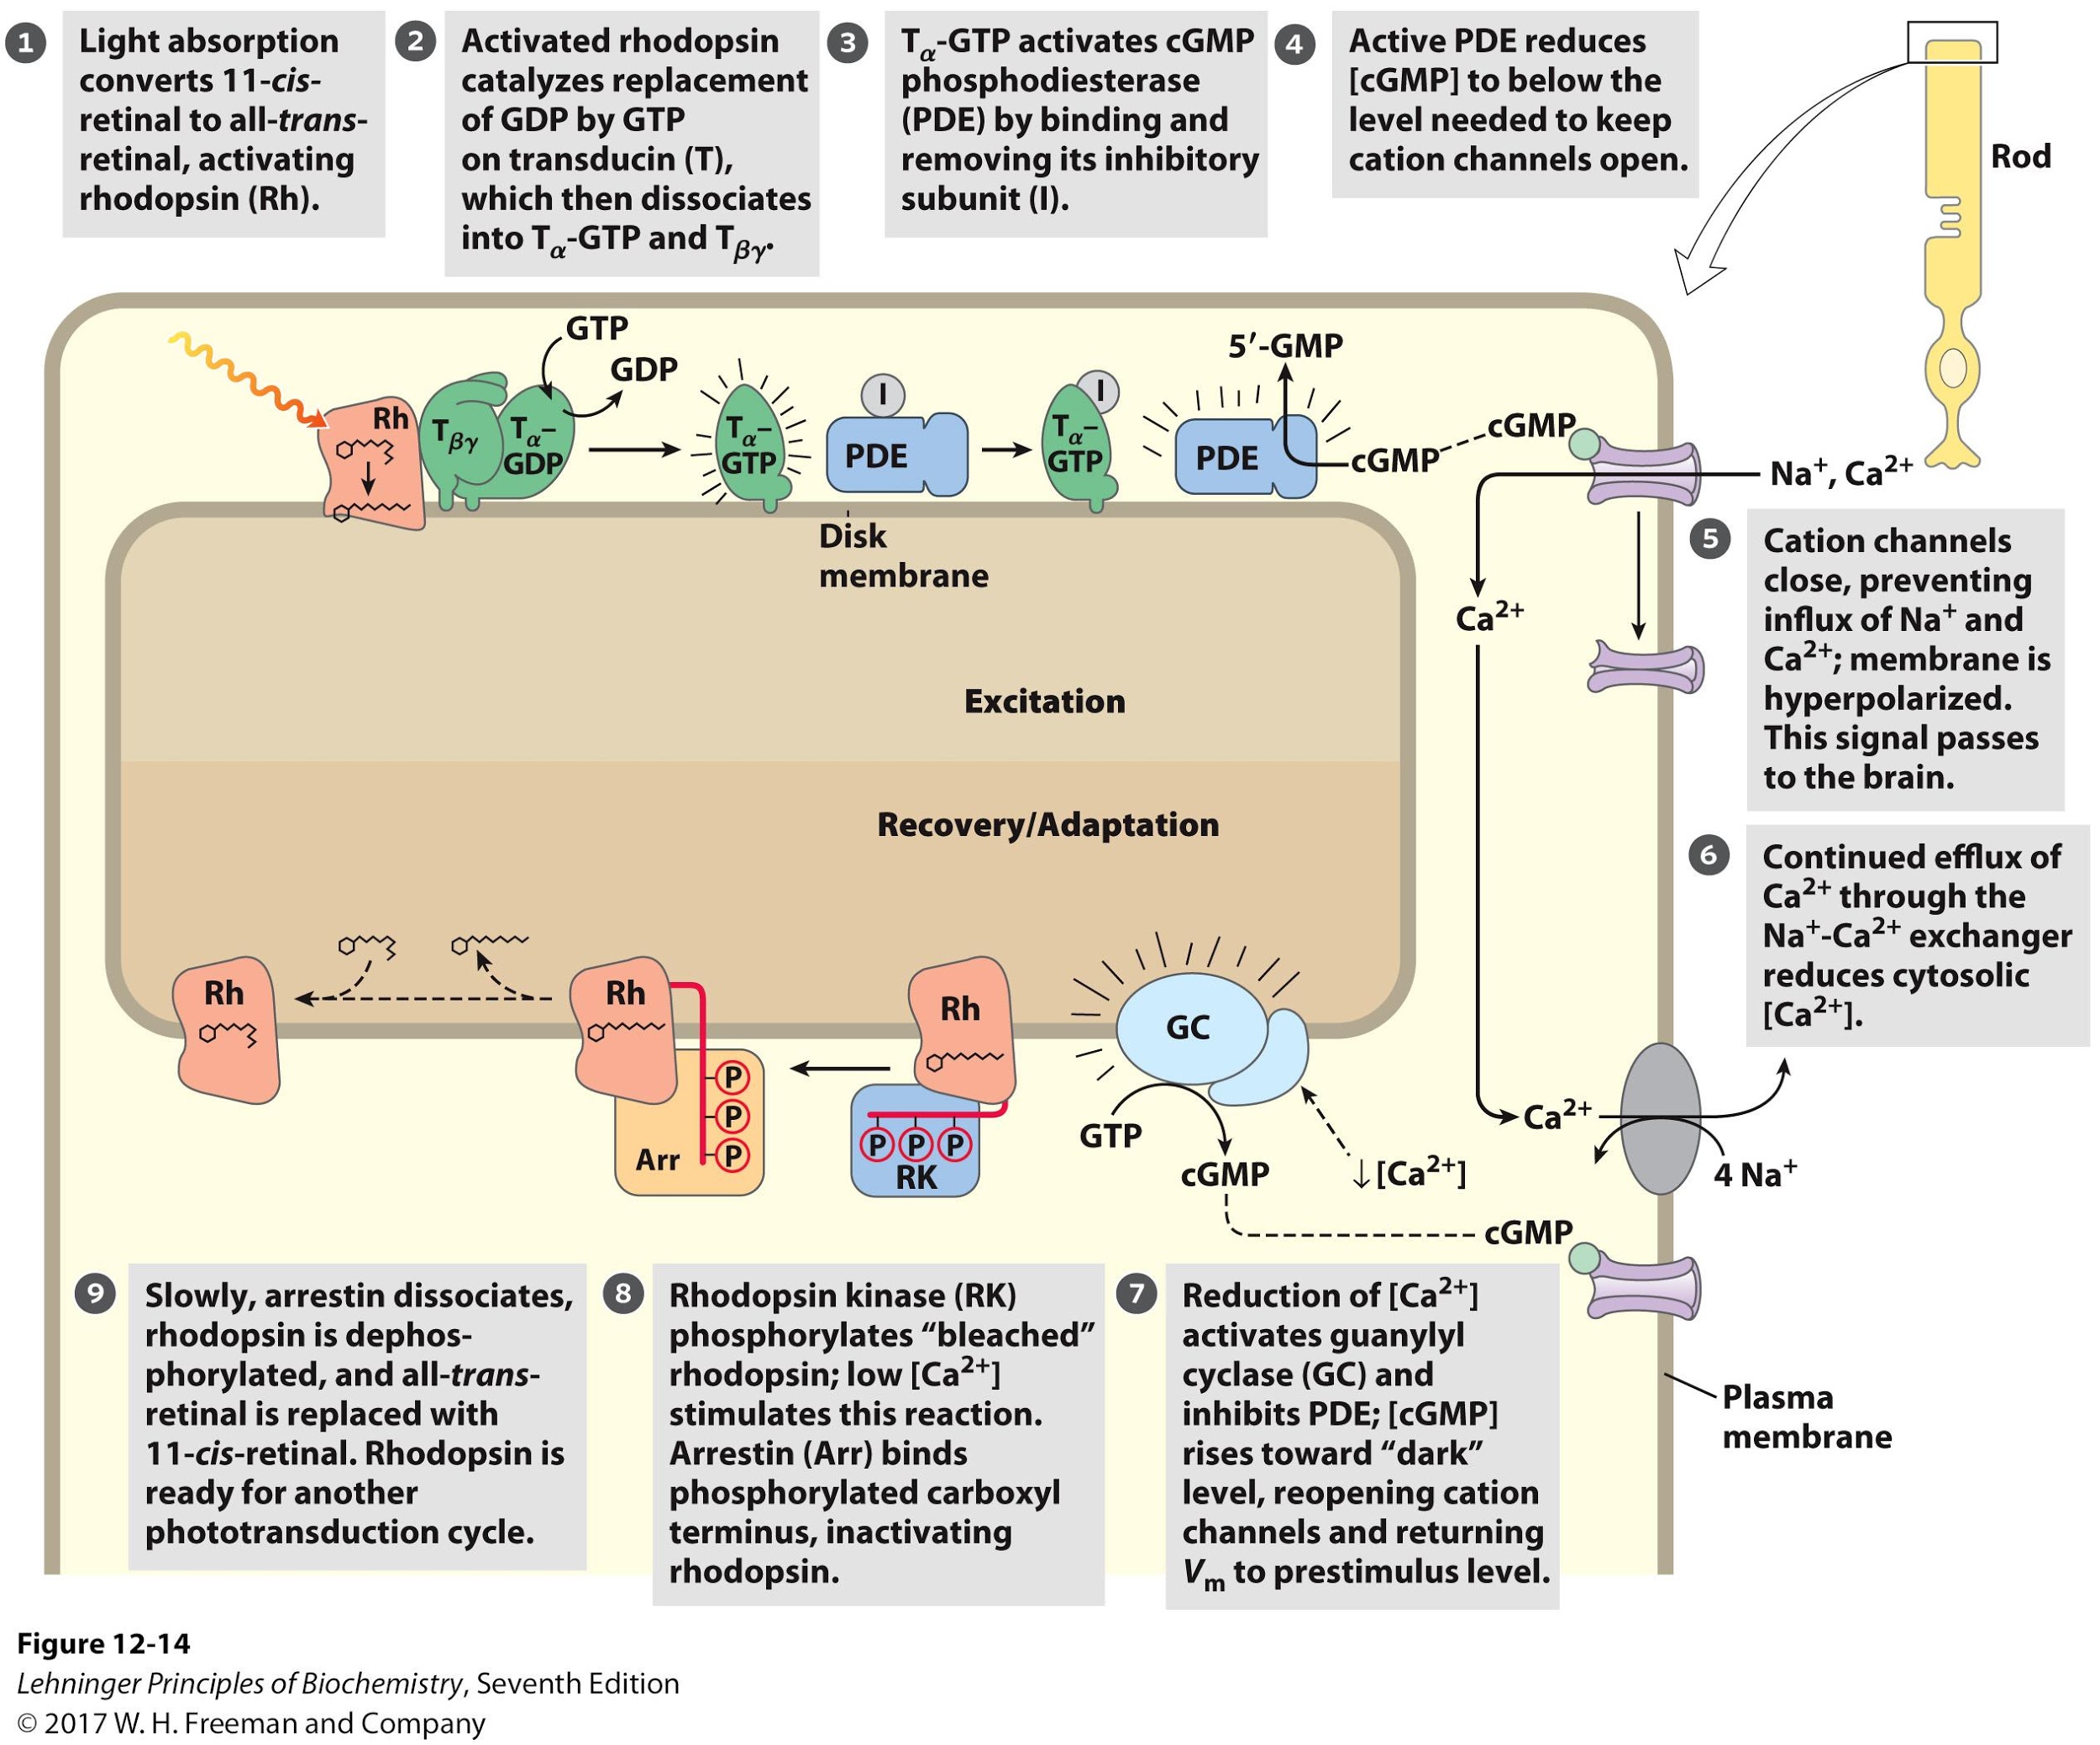 1
Light absorption
converts 11-cis-
retinal to all-trans-
retinal, activating
rhodopsin (Rh).
2
Activated rhodopsin
catalyzes replacement
of GDP by GTP
on transducin (T),
which then dissociates
into Tα-GTP and Tβγ.
3
Tα-GTP activates cGMP
phosphodiesterase
(PDE) by binding and
removing its inhibitory
subunit (I).
4
Active PDE reduces
[cGMP] to below the
level needed to keep
cation channels open.
Rod
GTP
GDP
Rh
Tβγ
Tα–
GDP
Tα–
GTP
I
PDE
I
Tα–
GTP
5′-GMP
PDE
cGMP
cGMP
Na+, Ca2+
Disk
membrane
Ca2+
5
Cation channels
close, preventing
influx of Na+ and
Ca2+; membrane is
hyperpolarized.
This signal passes
to the brain.
Excitation
Recovery/Adaptation
6
Continued efflux of
Ca2+ through the
Na+-Ca2+ exchanger
reduces cytosolic
[Ca2+].
Rh
Rh
P
P
P
Arr
Rh
P P P
RK
GC
GTP
cGMP
↓[Ca2+]
Ca2+
4 Na+
cGMP
9
Slowly, arrestin dissociates,
rhodopsin is dephos-
phorylated, and all-trans-
retinal is replaced with
11-cis-retinal. Rhodopsin is
ready for another
phototransduction cycle.
8
Rhodopsin kinase (RK)
phosphorylates “bleached”
rhodopsin; low [Ca2+]
stimulates this reaction.
Arrestin (Arr) binds
phosphorylated carboxyl
terminus, inactivating
rhodopsin.
7
Reduction of [Ca2+]
activates guanylyl
cyclase (GC) and
inhibits PDE; [cGMP]
rises toward “dark”
level, reopening cation
channels and returning
Vm to prestimulus level.
Plasma
membrane
Figure 12-14
Lehninger Principles of Biochemistry, Seventh Edition
© 2017 W. H. Freeman and Company